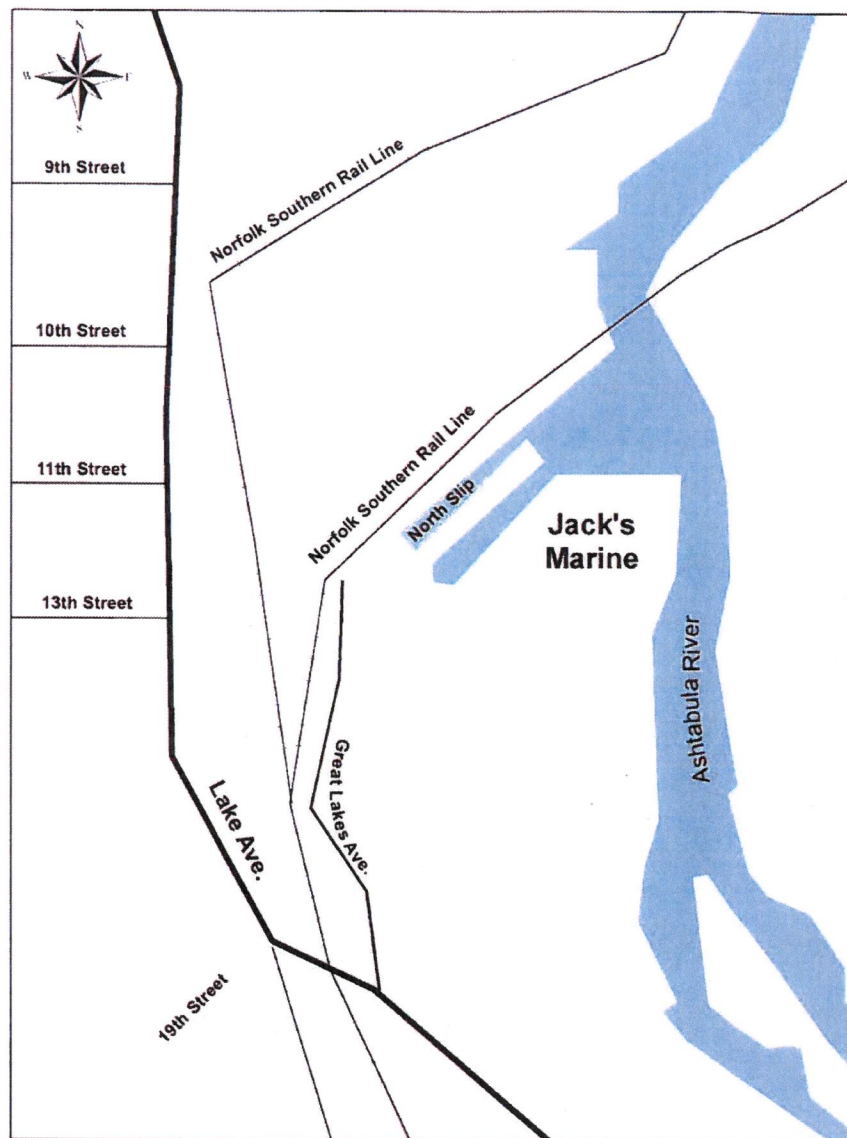 W
E
S
9th Street
Norfolk Southern Rail Line
10th Street
11th Street
Norfolk Southern Rail Line
North Slip
Jack's
Marine
13th Street
Ashtabula River
Great Lakes Ave.
Lake Ave.
19th Street